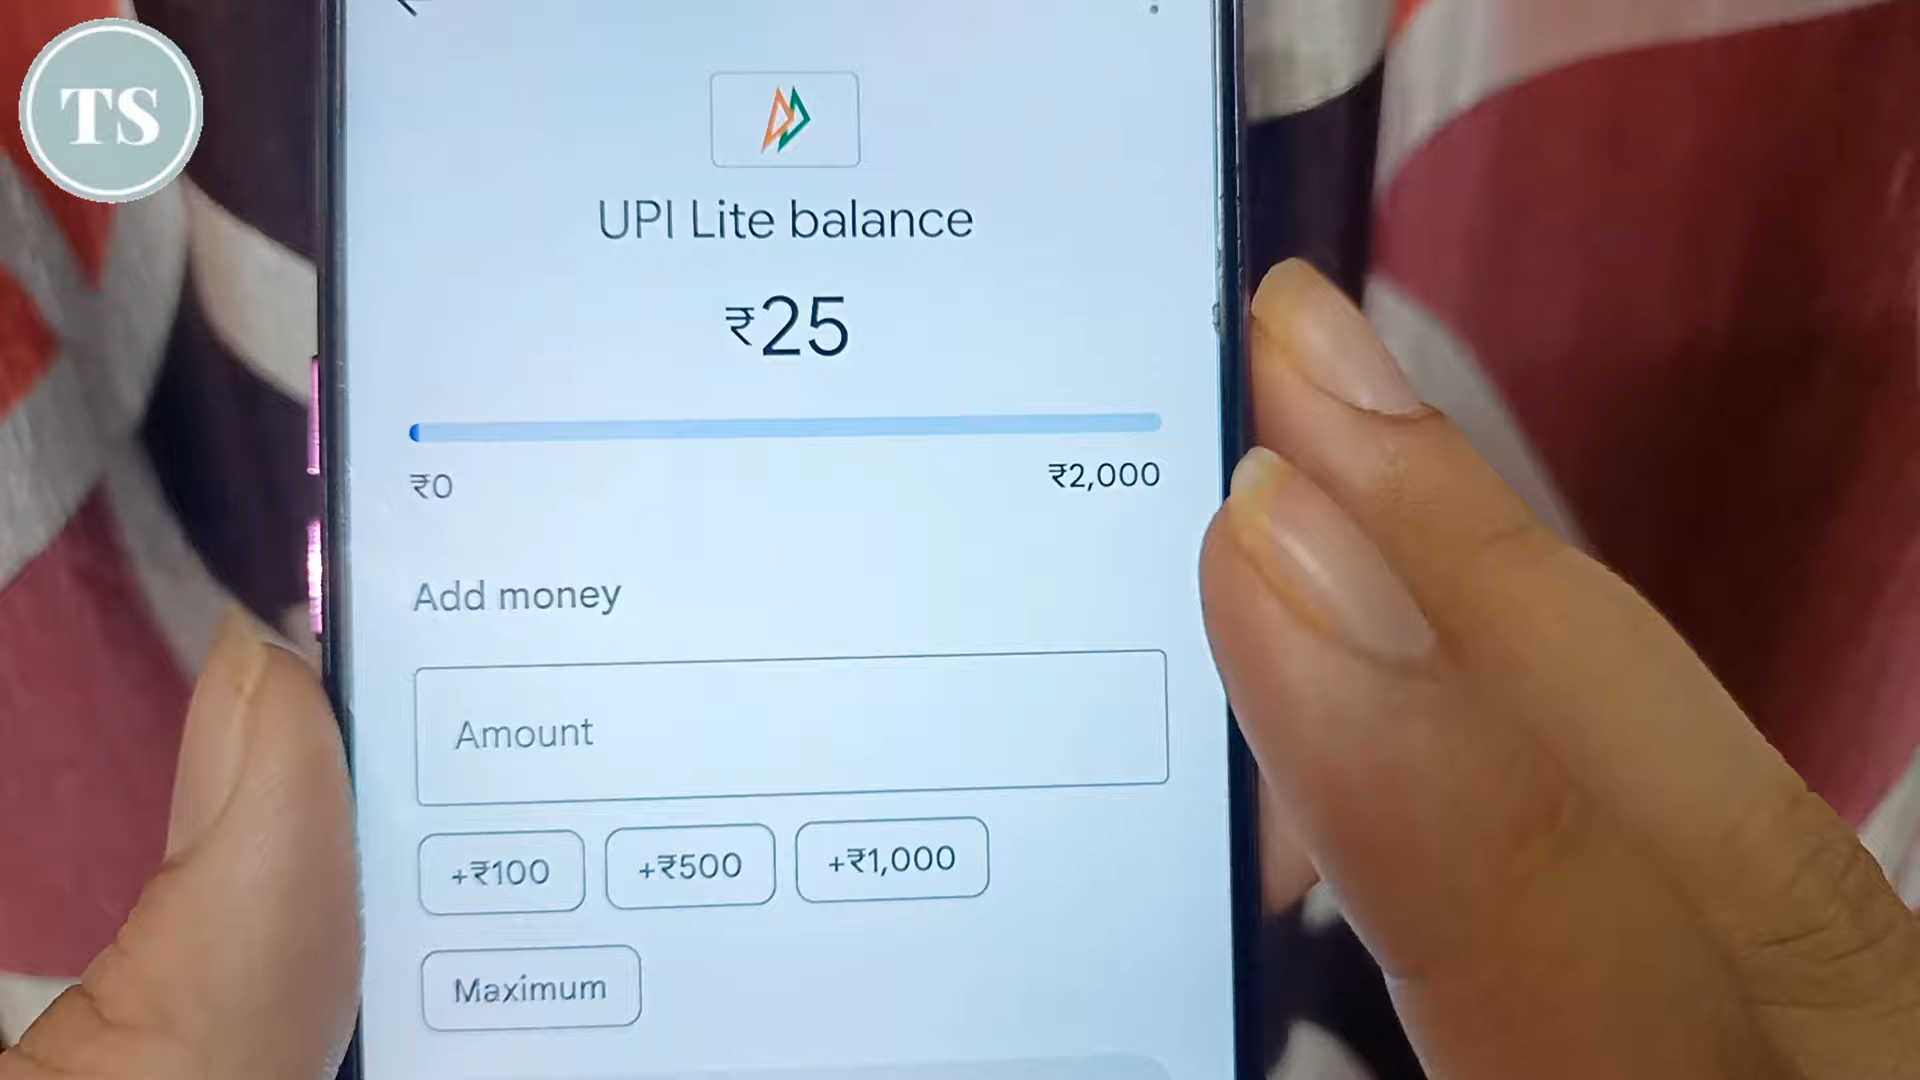 TS
UPI Lite balance
₹25
₹0
₹2,000
Add money
Amount
+₹100
+₹500
+₹1,000
Maximum